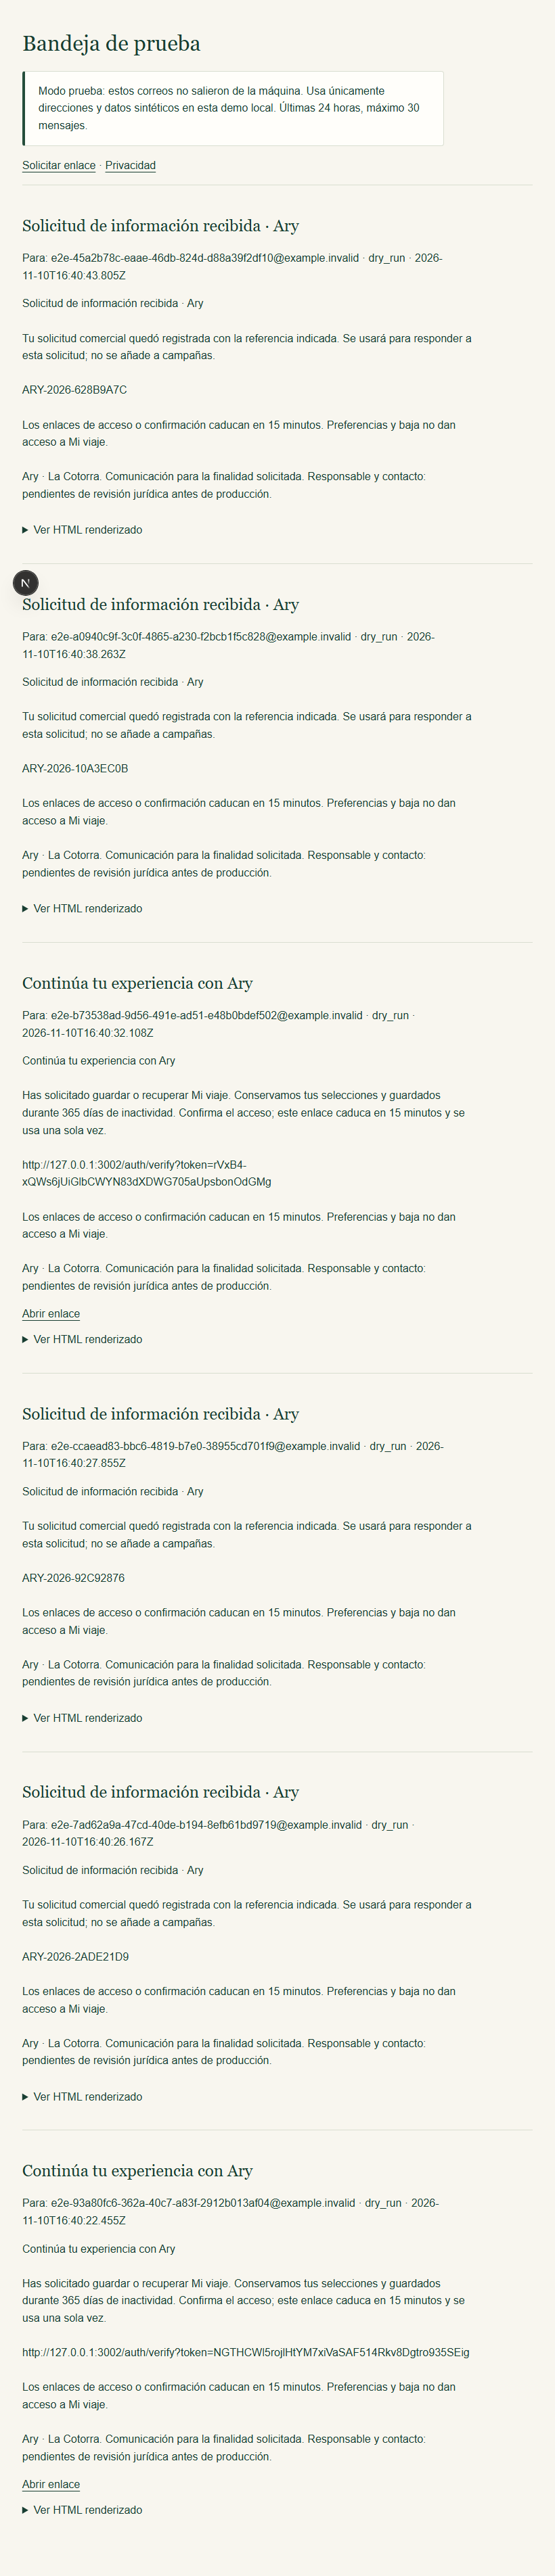 Bandeja de prueba
Modo prueba: estos correos no salieron de la máquina. Usa únicamente
direcciones y datos sintéticos en esta demo local. Últimas 24 horas, máximo 30
mensajes.
Solicitar enlace · Privacidad
Solicitud de información recibida · Ary
Para: e2e-45a2b78c-eaae-46db-824d-d88a39f2df10@example.invalid · dry_run · 2026-
11-10T16:40:43.805Z
Solicitud de información recibida · Ary
Tu solicitud comercial quedó registrada con la referencia indicada. Se usará para responder a
esta solicitud; no se añade a campañas.
ARY-2026-628B9A7C
Los enlaces de acceso o confirmación caducan en 15 minutos. Preferencias y baja no dan
acceso a Mi viaje.
Ary · La Cotorra. Comunicación para la finalidad solicitada. Responsable y contacto:
pendientes de revisión jurídica antes de producción.
▶ Ver HTML renderizado
N
Solicitud de información recibida · Ary
Para: e2e-a0940c9f-3c0f-4865-a230-f2bcb1f5c828@example.invalid · dry_run · 2026-
11-10T16:40:38.263Z
Solicitud de información recibida · Ary
Tu solicitud comercial quedó registrada con la referencia indicada. Se usará para responder a
esta solicitud; no se añade a campañas.
ARY-2026-10A3EC0B
Los enlaces de acceso o confirmación caducan en 15 minutos. Preferencias y baja no dan
acceso a Mi viaje.
Ary · La Cotorra. Comunicación para la finalidad solicitada. Responsable y contacto:
pendientes de revisión jurídica antes de producción.
▶ Ver HTML renderizado
Continúa tu experiencia con Ary
Para: e2e-b73538ad-9d56-491e-ad51-e48b0bdef502@example.invalid · dry_run ·
2026-11-10T16:40:32.108Z
Continúa tu experiencia con Ary
Has solicitado guardar o recuperar Mi viaje. Conservamos tus selecciones y guardados
durante 365 días de inactividad. Confirma el acceso; este enlace caduca en 15 minutos y se
usa una sola vez.
http://127.0.0.1:3002/auth/verify?token=rVxB4-
xQWs6jUiGlbCWYN83dXDWG705aUpsbonOdGMg
Los enlaces de acceso o confirmación caducan en 15 minutos. Preferencias y baja no dan
acceso a Mi viaje.
Ary · La Cotorra. Comunicación para la finalidad solicitada. Responsable y contacto:
pendientes de revisión jurídica antes de producción.
Abrir enlace
▶ Ver HTML renderizado
Solicitud de información recibida · Ary
Para: e2e-ccaead83-bbc6-4819-b7e0-38955cd701f9@example.invalid · dry_run · 2026-
11-10T16:40:27.855Z
Solicitud de información recibida · Ary
Tu solicitud comercial quedó registrada con la referencia indicada. Se usará para responder a
esta solicitud; no se añade a campañas.
ARY-2026-92C92876
Los enlaces de acceso o confirmación caducan en 15 minutos. Preferencias y baja no dan
acceso a Mi viaje.
Ary · La Cotorra. Comunicación para la finalidad solicitada. Responsable y contacto:
pendientes de revisión jurídica antes de producción.
▶ Ver HTML renderizado
Solicitud de información recibida · Ary
Para: e2e-7ad62a9a-47cd-40de-b194-8efb61bd9719@example.invalid · dry_run ·
2026-11-10T16:40:26.167Z
Solicitud de información recibida · Ary
Tu solicitud comercial quedó registrada con la referencia indicada. Se usará para responder a
esta solicitud; no se añade a campañas.
ARY-2026-2ADE21D9
Los enlaces de acceso o confirmación caducan en 15 minutos. Preferencias y baja no dan
acceso a Mi viaje.
Ary · La Cotorra. Comunicación para la finalidad solicitada. Responsable y contacto:
pendientes de revisión jurídica antes de producción.
▶ Ver HTML renderizado
Continúa tu experiencia con Ary
Para: e2e-93a80fc6-362a-40c7-a83f-2912b013af04@example.invalid · dry_run · 2026-
11-10T16:40:22.455Z
Continúa tu experiencia con Ary
Has solicitado guardar o recuperar Mi viaje. Conservamos tus selecciones y guardados
durante 365 días de inactividad. Confirma el acceso; este enlace caduca en 15 minutos y se
usa una sola vez.
http://127.0.0.1:3002/auth/verify?token=NGTHCWl5rojlHtYM7xiVaSAF514Rkv8Dgtro935SEig
Los enlaces de acceso o confirmación caducan en 15 minutos. Preferencias y baja no dan
acceso a Mi viaje.
Ary · La Cotorra. Comunicación para la finalidad solicitada. Responsable y contacto:
pendientes de revisión jurídica antes de producción.
Abrir enlace
▶ Ver HTML renderizado